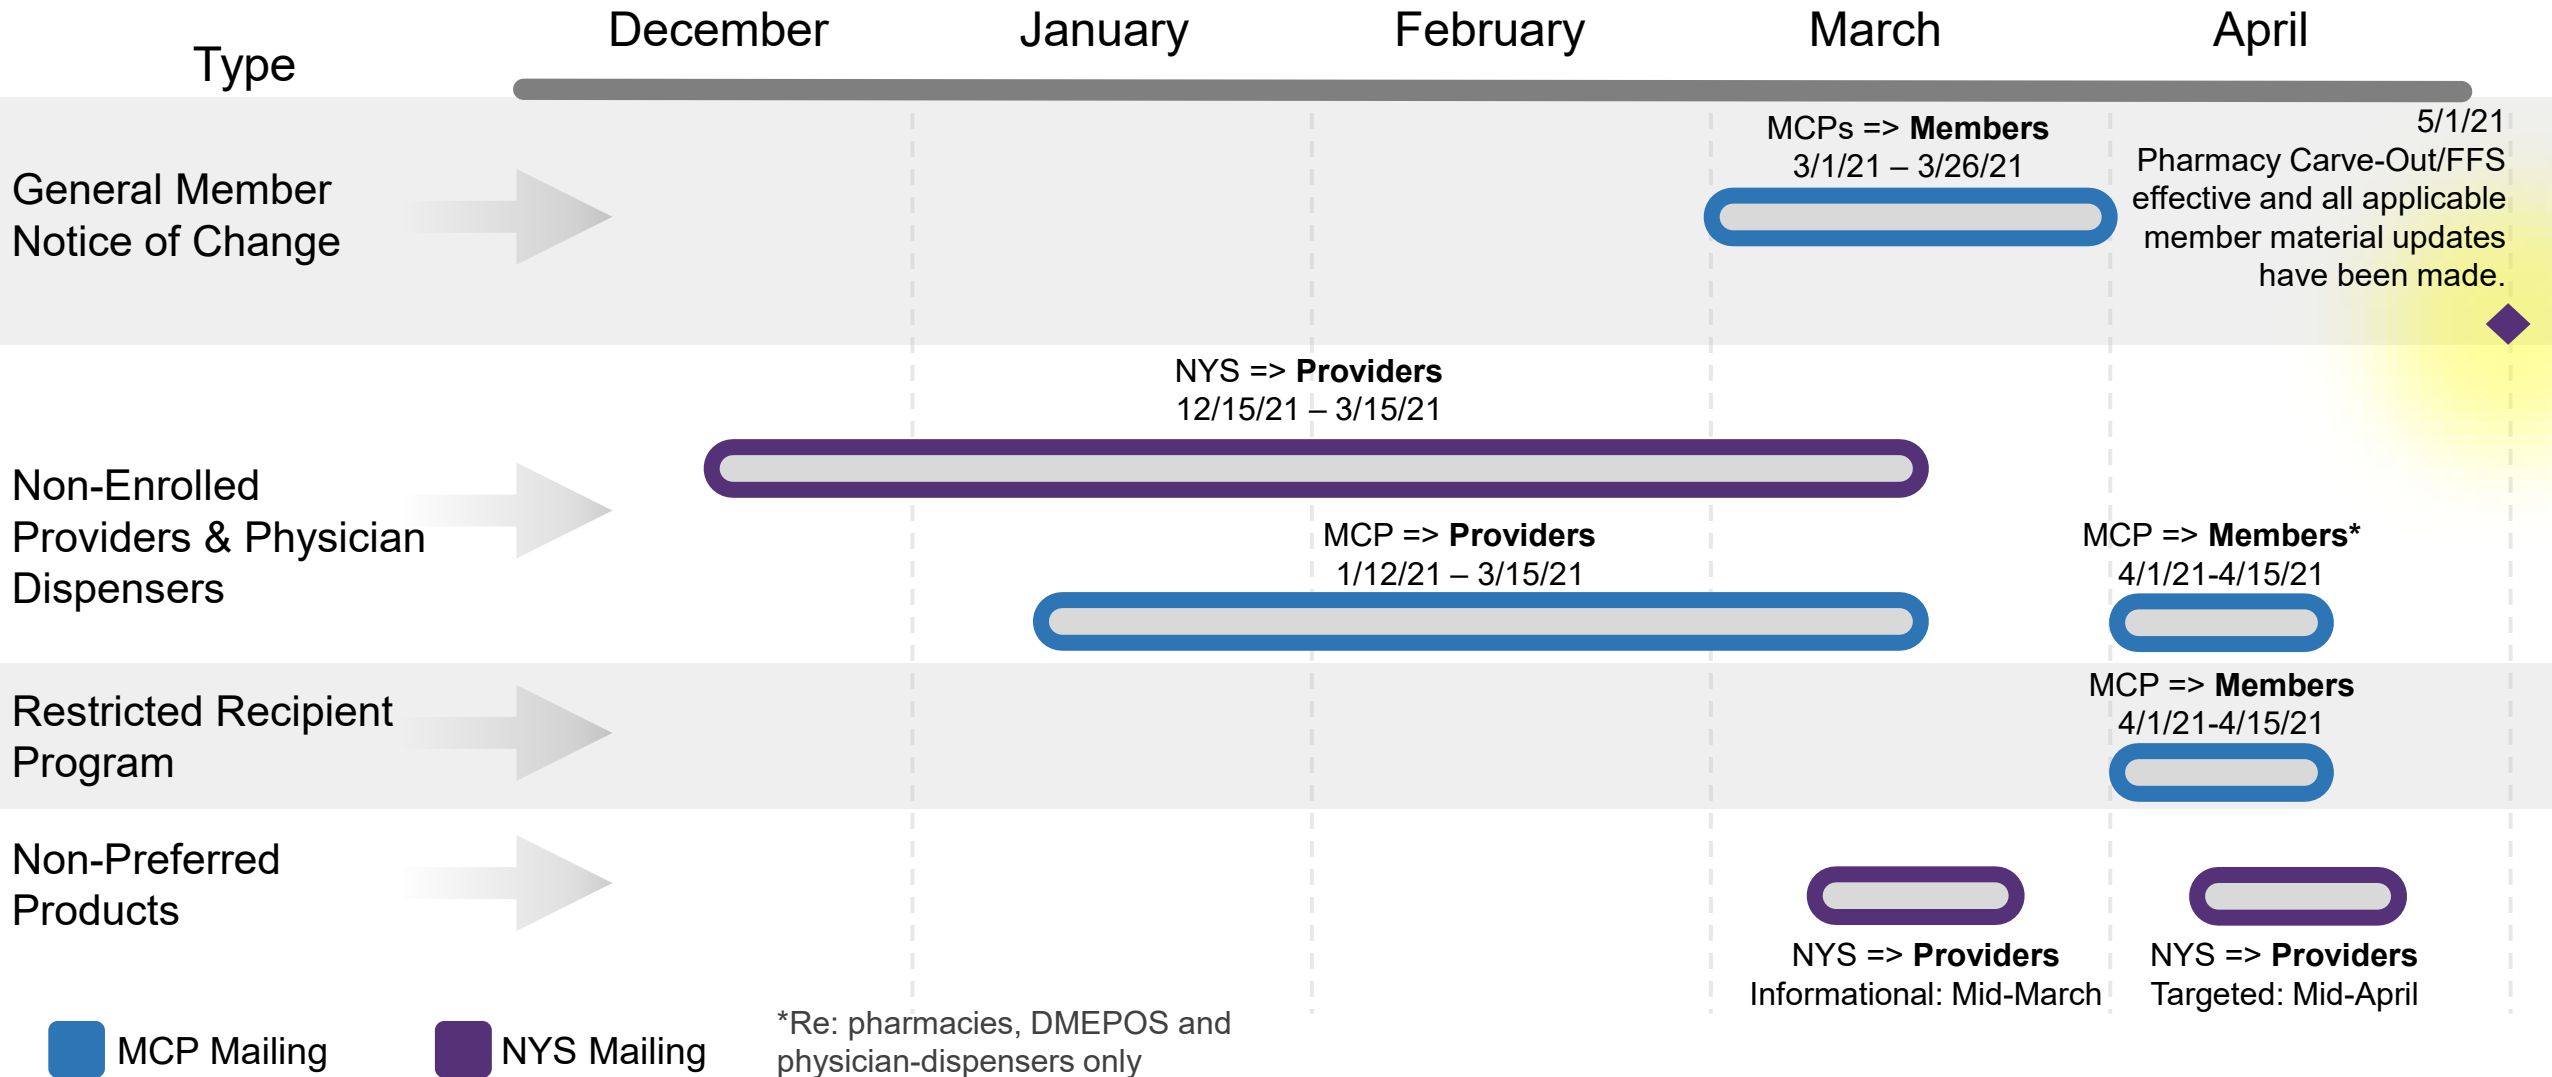 Type
December
January
February
March
April
General Member
Notice of Change
MCPs => Members
3/1/21 – 3/26/21
5/1/21
Pharmacy Carve-Out/FFS
effective and all applicable
member material updates
have been made.
Non-Enrolled
Providers & Physician
Dispensers
NYS => Providers
12/15/21 – 3/15/21
MCP => Providers
1/12/21 – 3/15/21
MCP => Members*
4/1/21-4/15/21
Restricted Recipient
Program
MCP => Members
4/1/21-4/15/21
Non-Preferred
Products
NYS => Providers
Informational: Mid-March
NYS => Providers
Targeted: Mid-April
MCP Mailing
NYS Mailing
*Re: pharmacies, DMEPOS and
physician-dispensers only